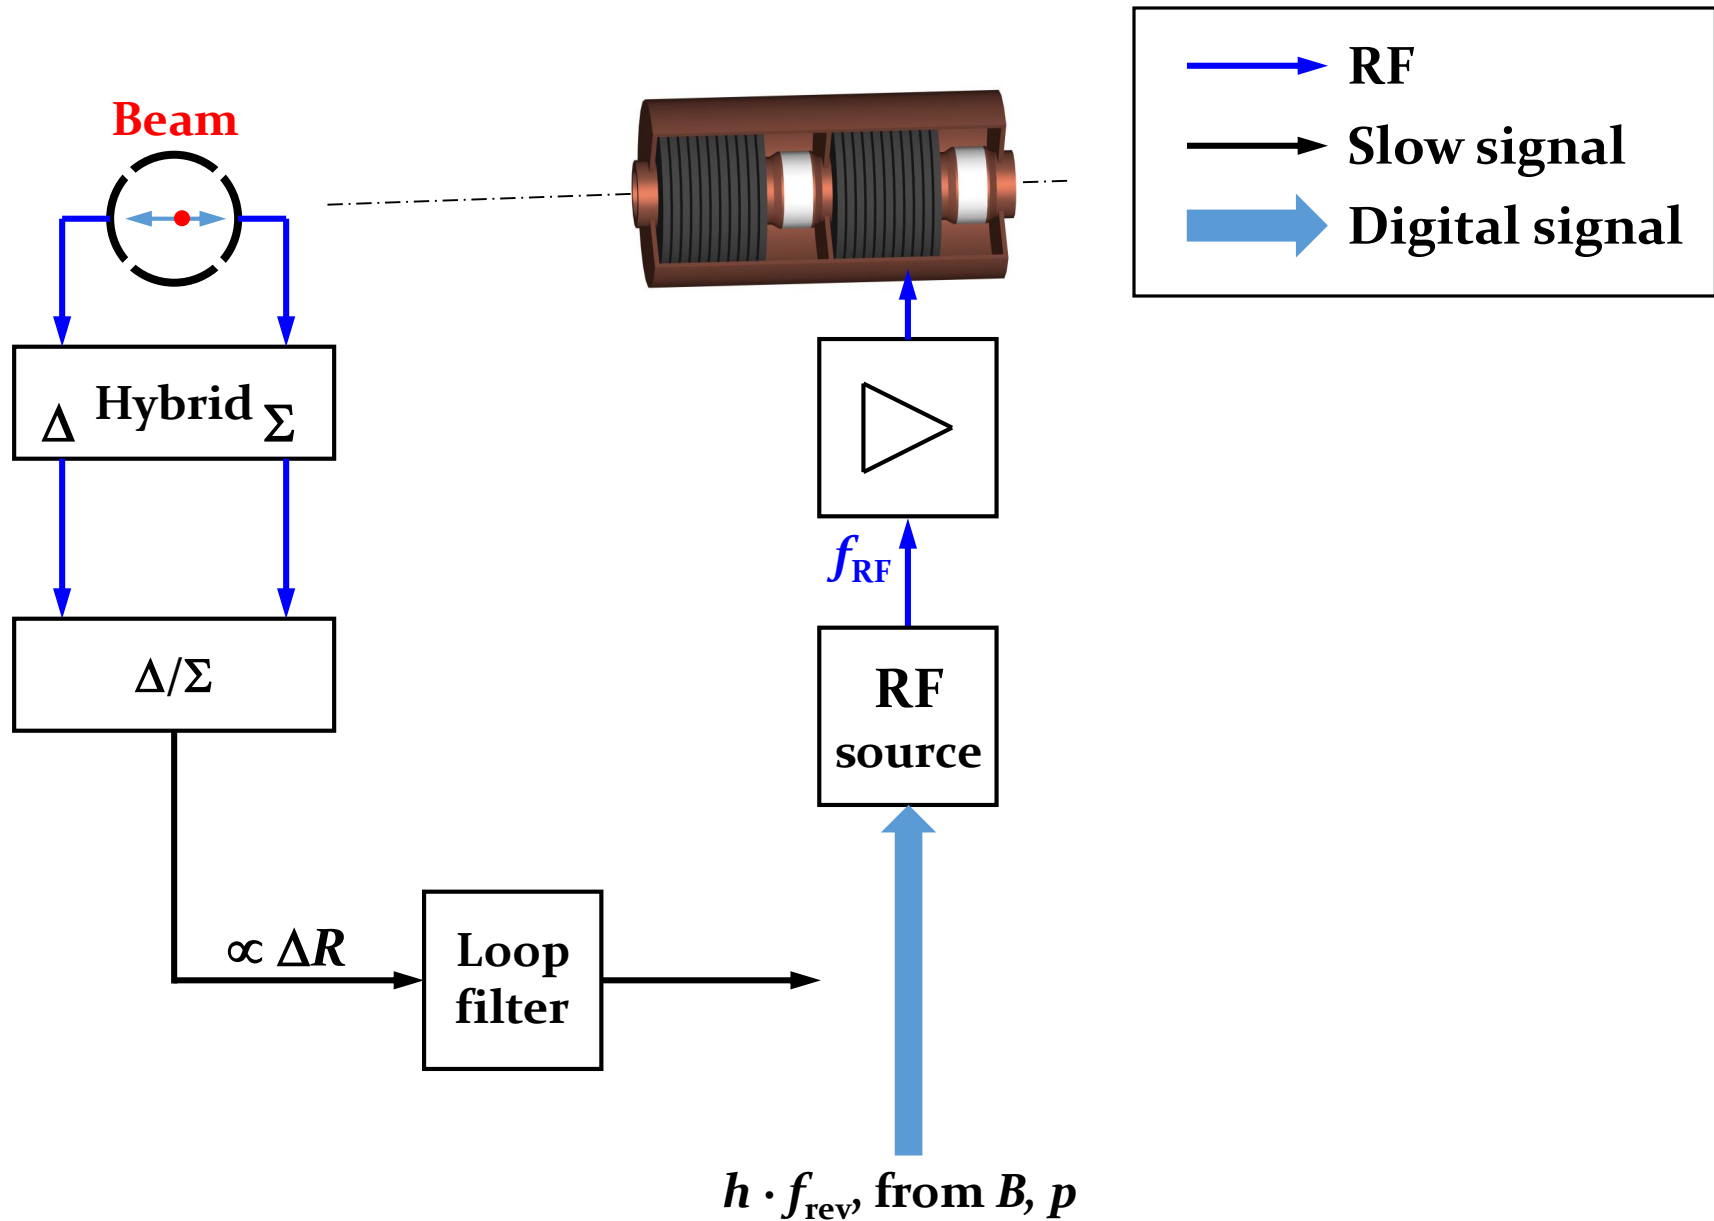 Beam
RF
Slow signal
Digital signal
Δ Hybrid Σ
Δ/Σ
f_RF
RF
source
∝ ΔR
Loop
filter
h · f_rev, from B, p